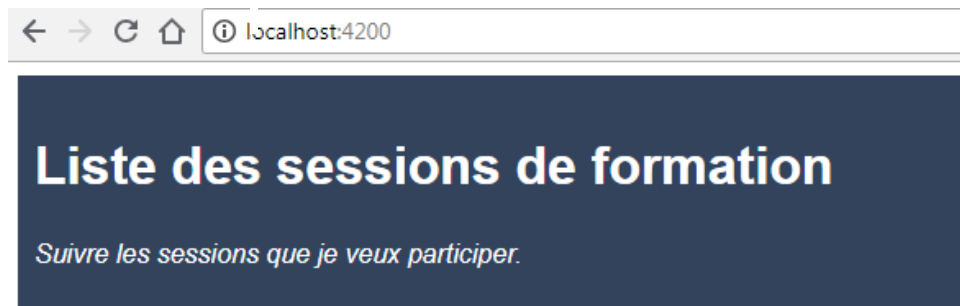 localhost:4200
Liste des sessions de formation
Suivre les sessions que je veux participer.